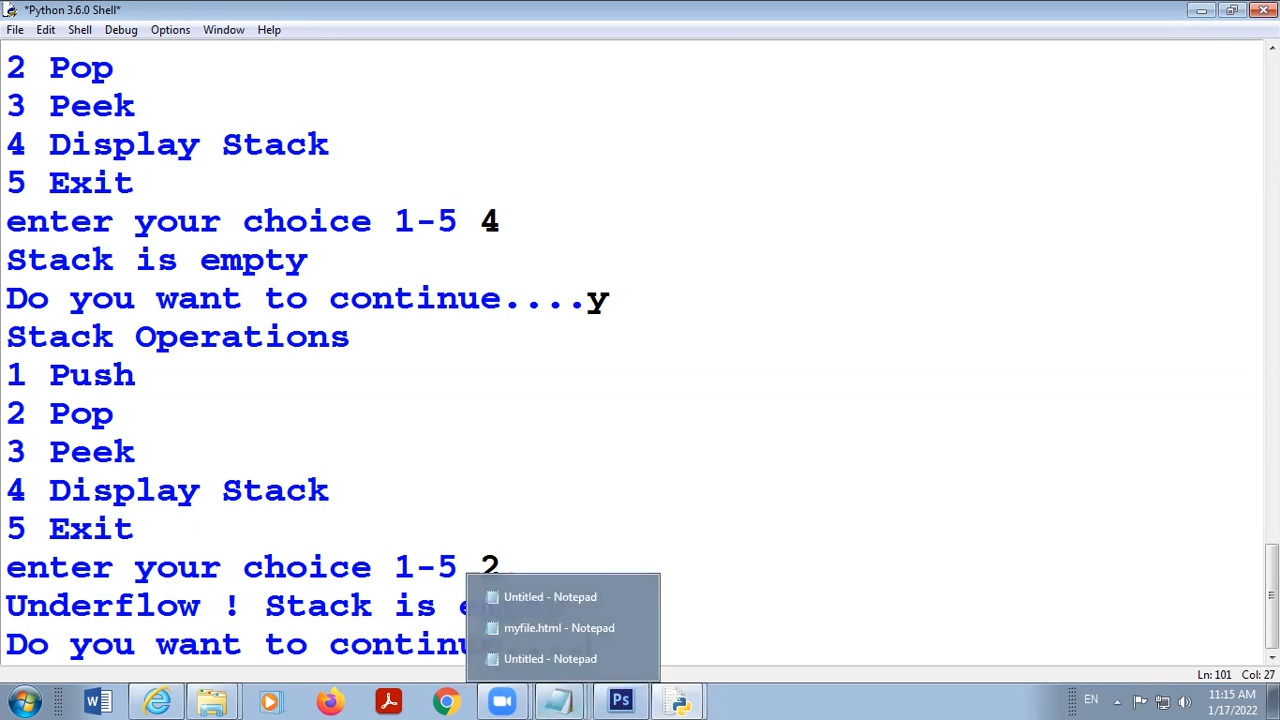 *Python 3.6.0 Shell*
File Edit Shell Debug Options Window Help
2 Pop
3 Peek
4 Display Stack
5 Exit
enter your choice 1-5 4
Stack is empty
Do you want to continue....y
Stack Operations
1 Push
2 Pop
3 Peek
4 Display Stack
5 Exit
enter your choice 1-5 2
Underflow ! Stack is
Do you want to
Untitled - Notepad
myfile.html - Notepad
Untitled - Notepad
Ln: 101 Col: 27
W
Ps
EN
11:15 AM
1/17/2022